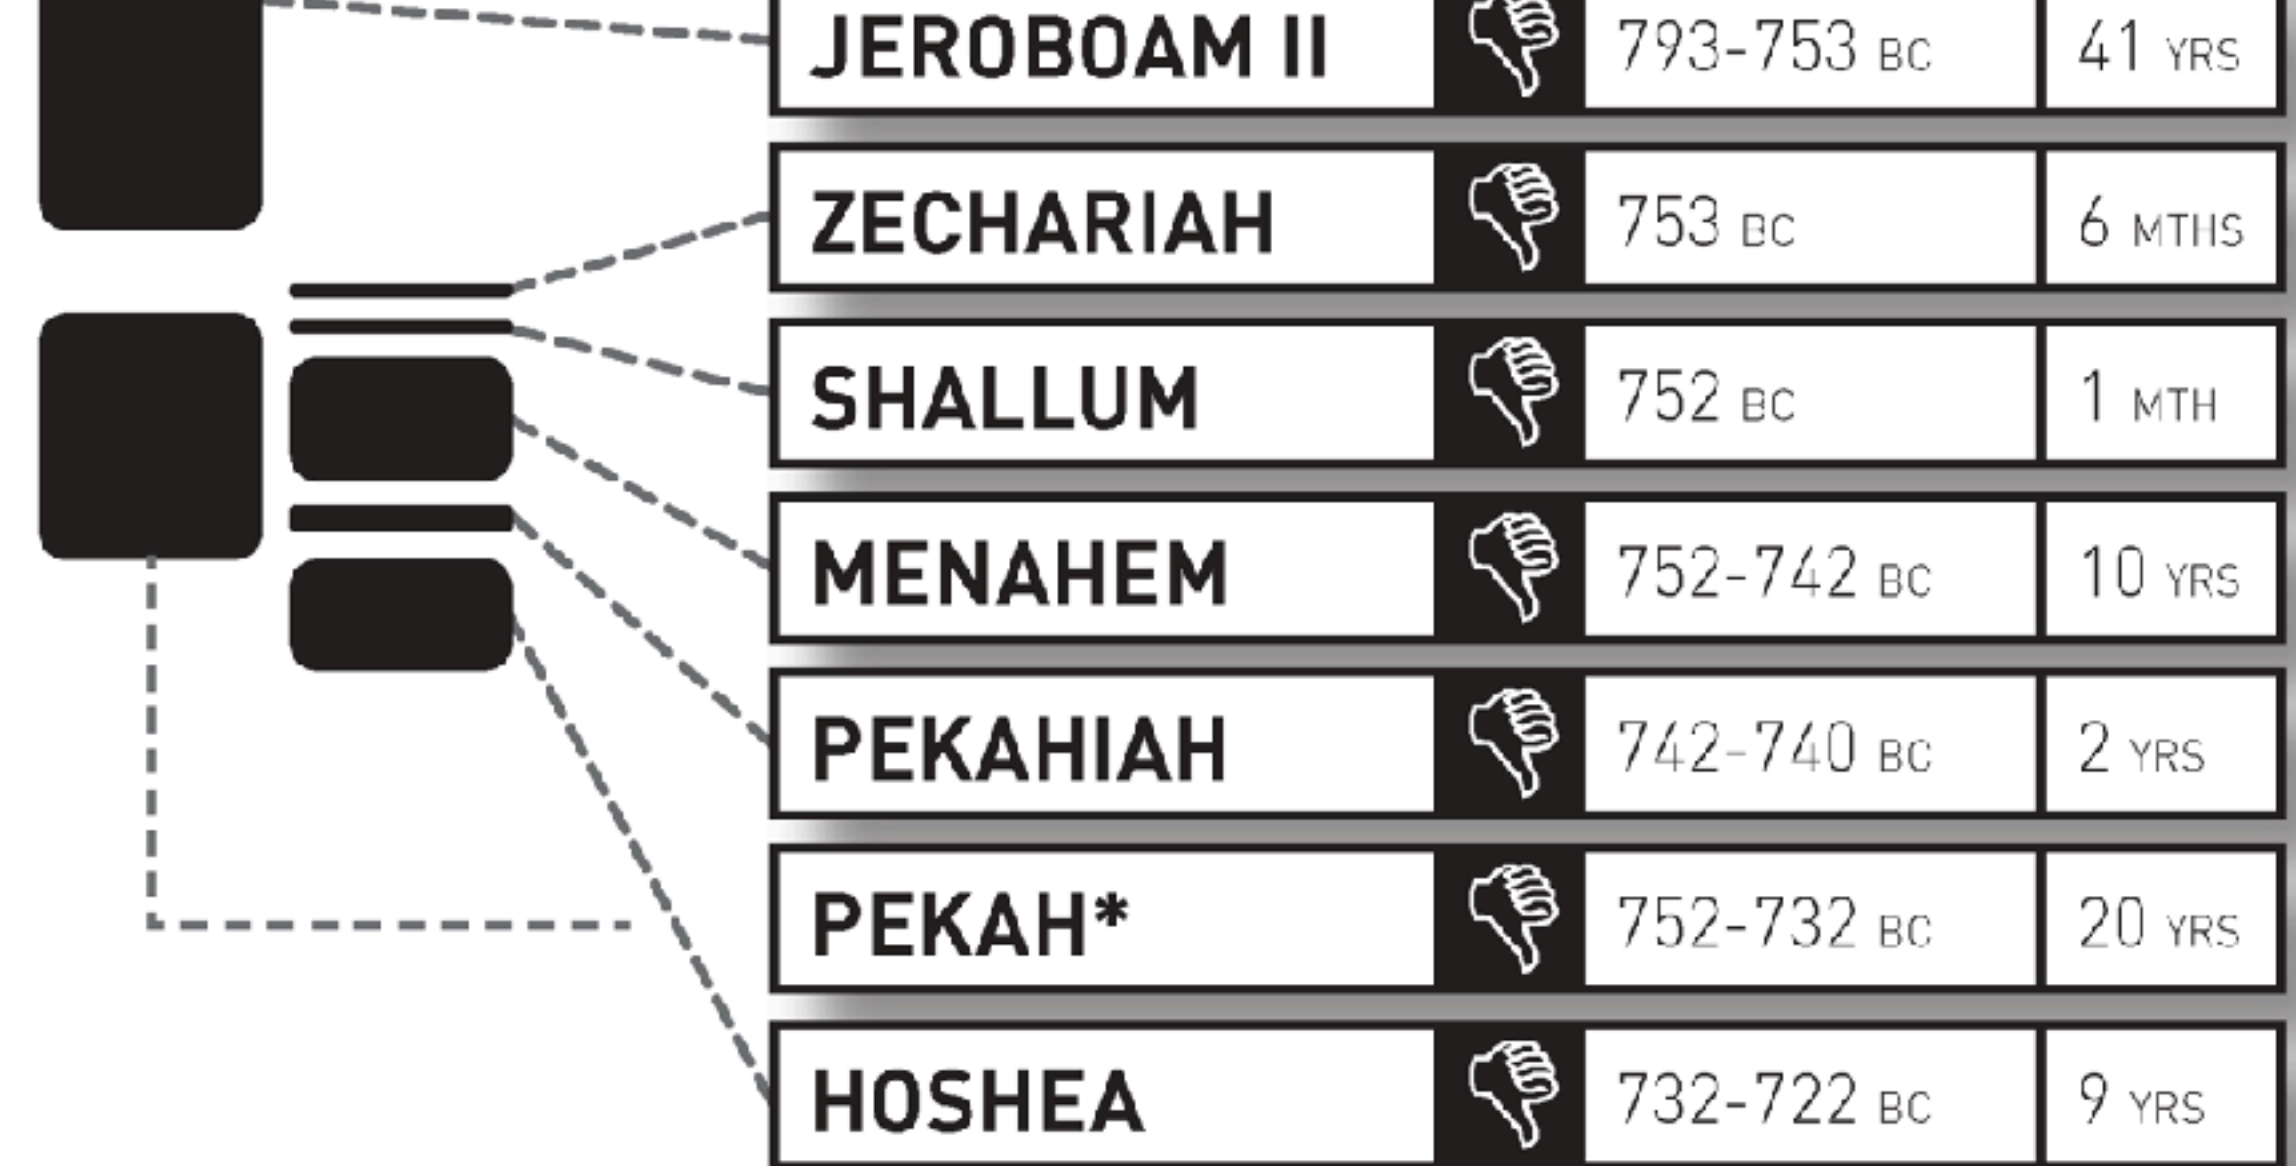 JEROBOAM II 793-753 BC 41 YRS
ZECHARIAH 753 BC 6 MTHS
SHALLUM 752 BC 1 MTH
MENAHEM 752-742 BC 10 YRS
PEKAHIAH 742-740 BC 2 YRS
PEKAH* 752-732 BC 20 YRS
HOSHEA 732-722 BC 9 YRS